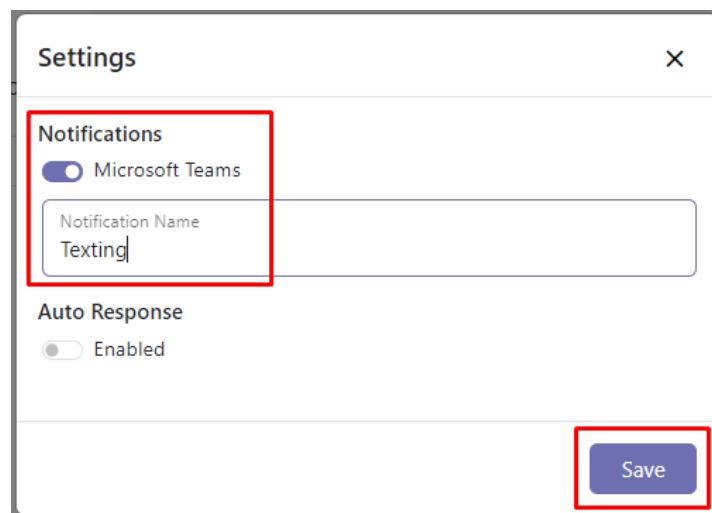 Settings
Notifications
Microsoft Teams
Notification Name
Texting
Auto Response
Enabled
Save